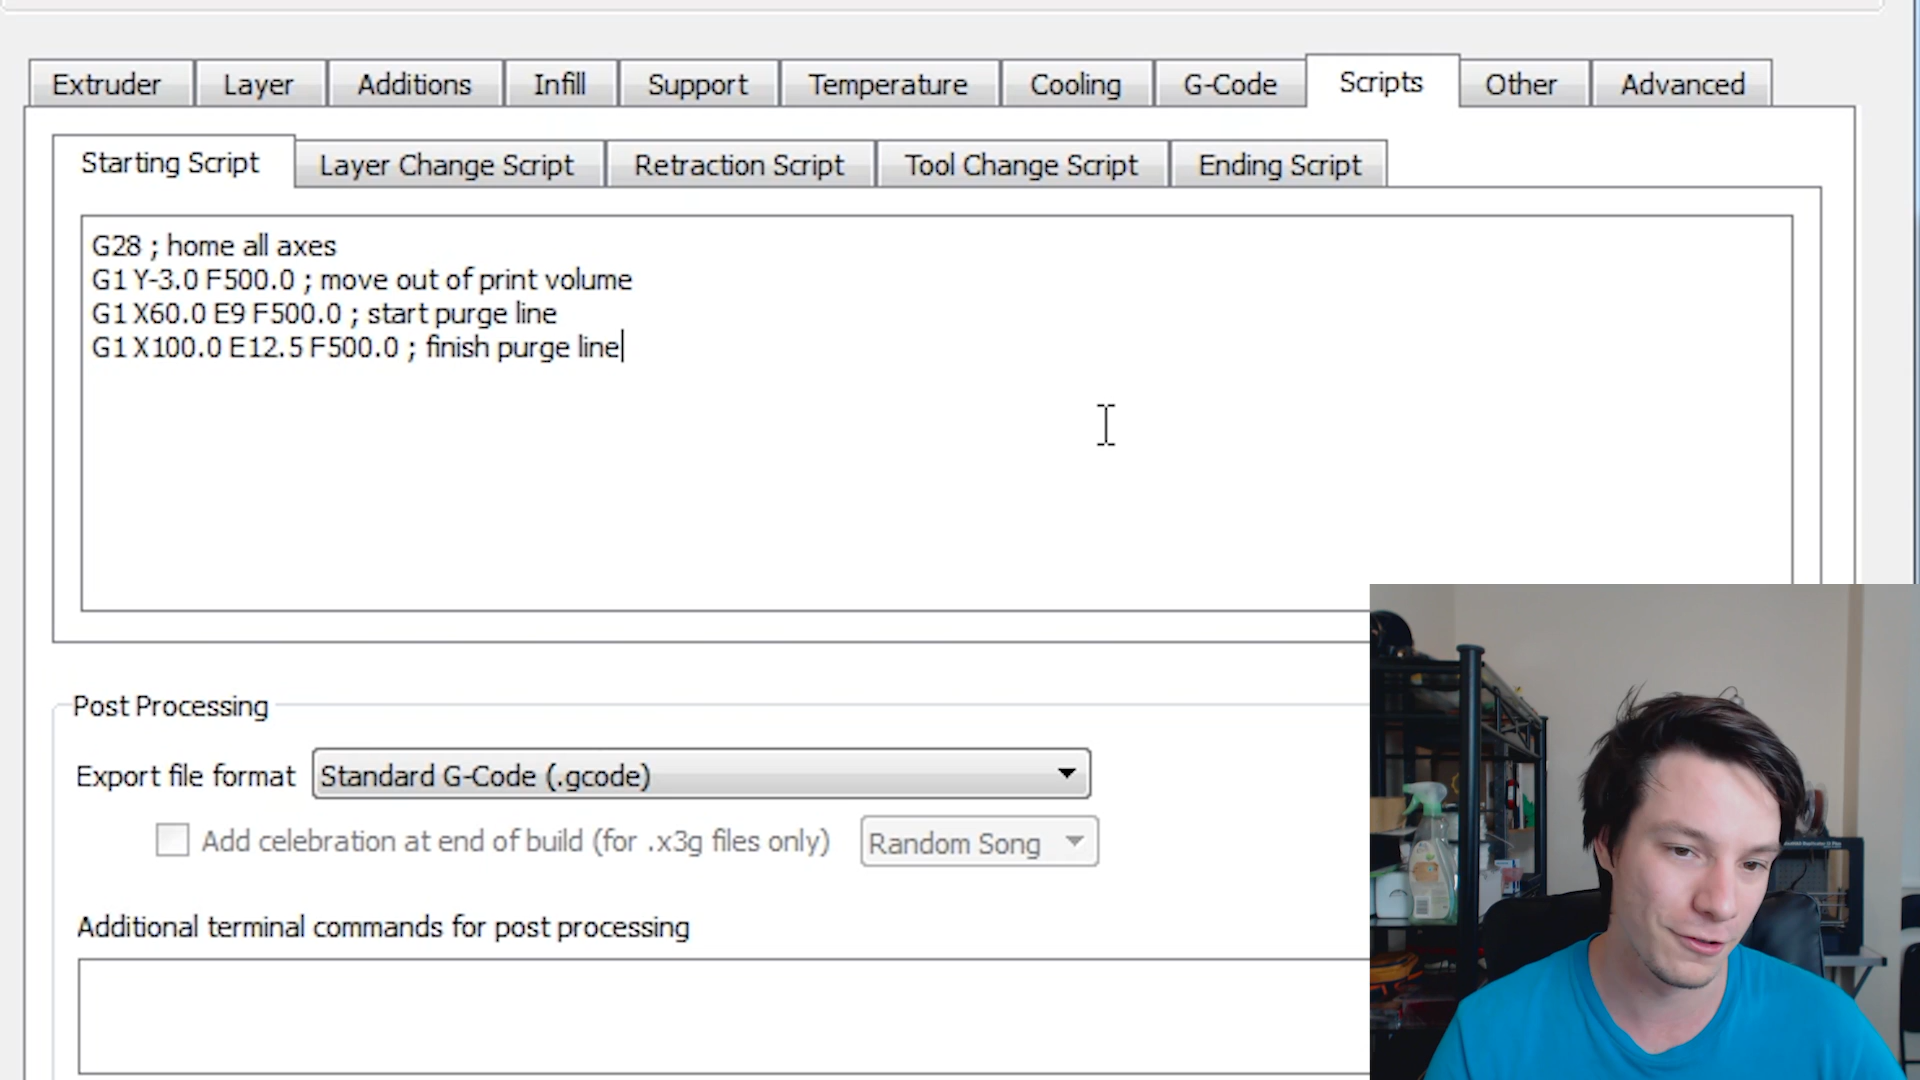 Extruder Layer Additions Infill Support Temperature Cooling G-Code Scripts Other Advanced
Starting Script Layer Change Script Retraction Script Tool Change Script Ending Script
G28 ; home all axes
G1 Y-3.0 F500.0 ; move out of print volume
G1 X60.0 E9 F500.0 ; start purge line
G1 X100.0 E12.5 F500.0 ; finish purge line
Post Processing
Export file format Standard G-Code (.gcode)
Add celebration at end of build (for .x3g files only) Random Song
Additional terminal commands for post processing